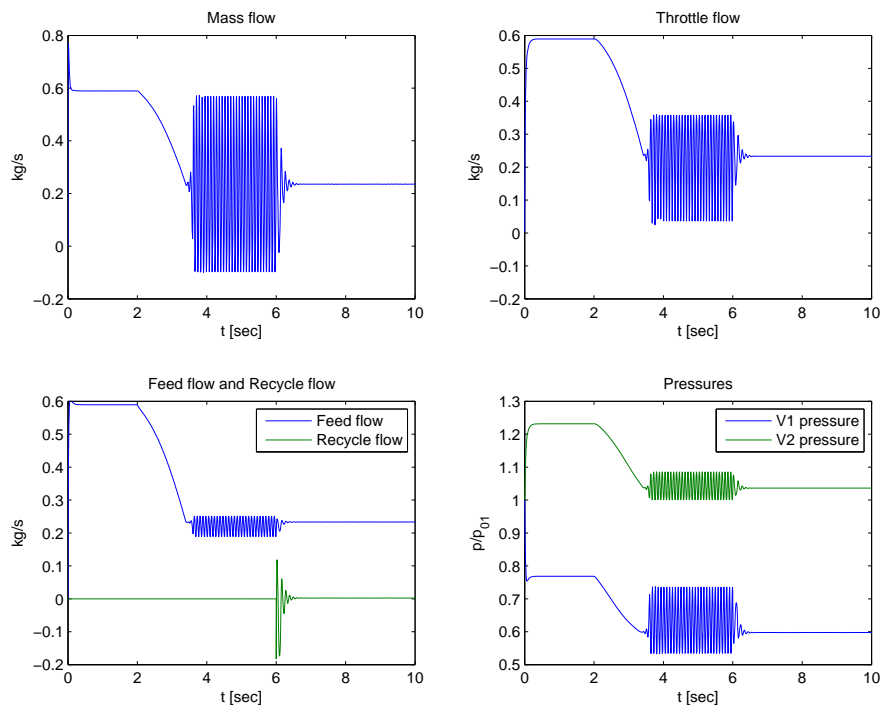 Mass flow
kg/s
0.8
0.6
0.4
0.2
0
−0.2
0 2 4 6 8 10
t [sec]
Throttle flow
kg/s
0.6
0.5
0.4
0.3
0.2
0.1
0
−0.1
−0.2
0 2 4 6 8 10
t [sec]
Feed flow and Recycle flow
kg/s
0.6
0.5
0.4
0.3
0.2
0.1
0
−0.1
−0.2
0 2 4 6 8 10
t [sec]
Feed flow
Recycle flow
Pressures
p/p01
1.3
1.2
1.1
1
0.9
0.8
0.7
0.6
0.5
0 2 4 6 8 10
t [sec]
V1 pressure
V2 pressure